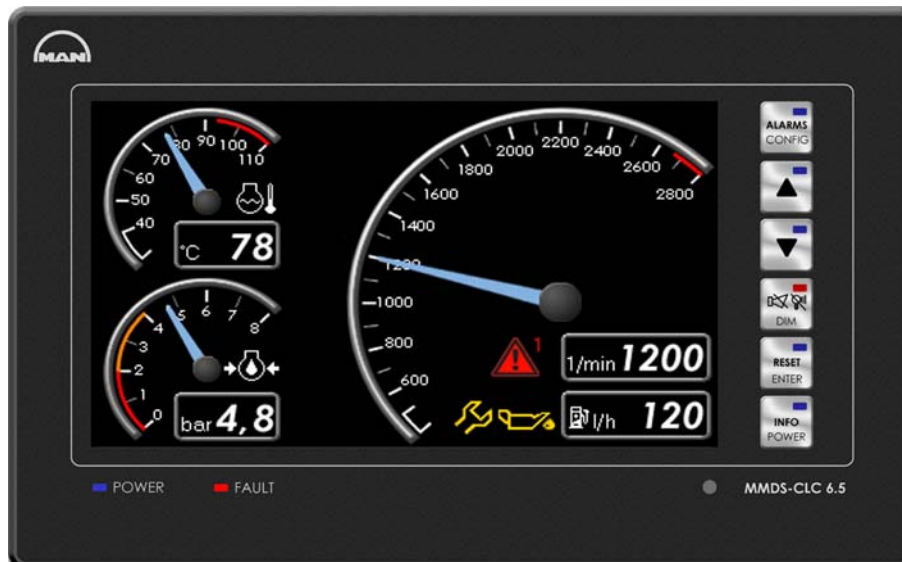 MAN
40
50
60
70
80
90
100
110
°C 78
0
1
2
3
4
5
6
7
8
bar 4,8
600
800
1000
1200
1400
1600
1800
2000
2200
2400
2600
2800
1
1/min 1200
l/h 120
ALARMS
CONFIG
DIM
RESET
ENTER
INFO
POWER
POWER
FAULT
MMDS-CLC 6.5